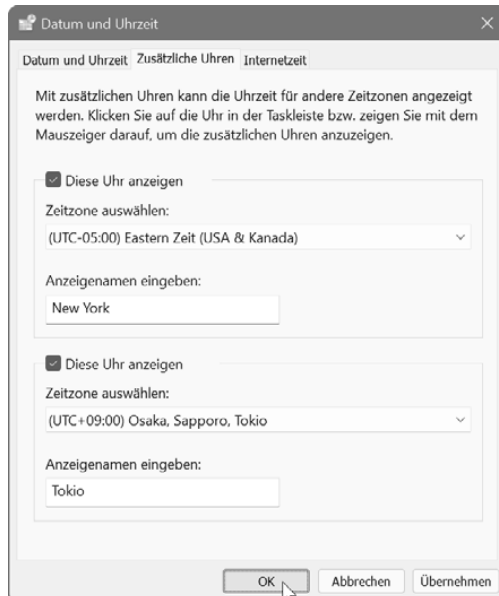 Datum und Uhrzeit
Datum und Uhrzeit Zusätzliche Uhren Internetzeit
Mit zusätzlichen Uhren kann die Uhrzeit für andere Zeitzonen angezeigt
werden. Klicken Sie auf die Uhr in der Taskleiste bzw. zeigen Sie mit dem
Mauszeiger darauf, um die zusätzlichen Uhren anzuzeigen.
Diese Uhr anzeigen
Zeitzone auswählen:
(UTC-05:00) Eastern Zeit (USA & Kanada)
Anzeigenamen eingeben:
New York
Diese Uhr anzeigen
Zeitzone auswählen:
(UTC+09:00) Osaka, Sapporo, Tokio
Anzeigenamen eingeben:
Tokio
OK Abbrechen Übernehmen